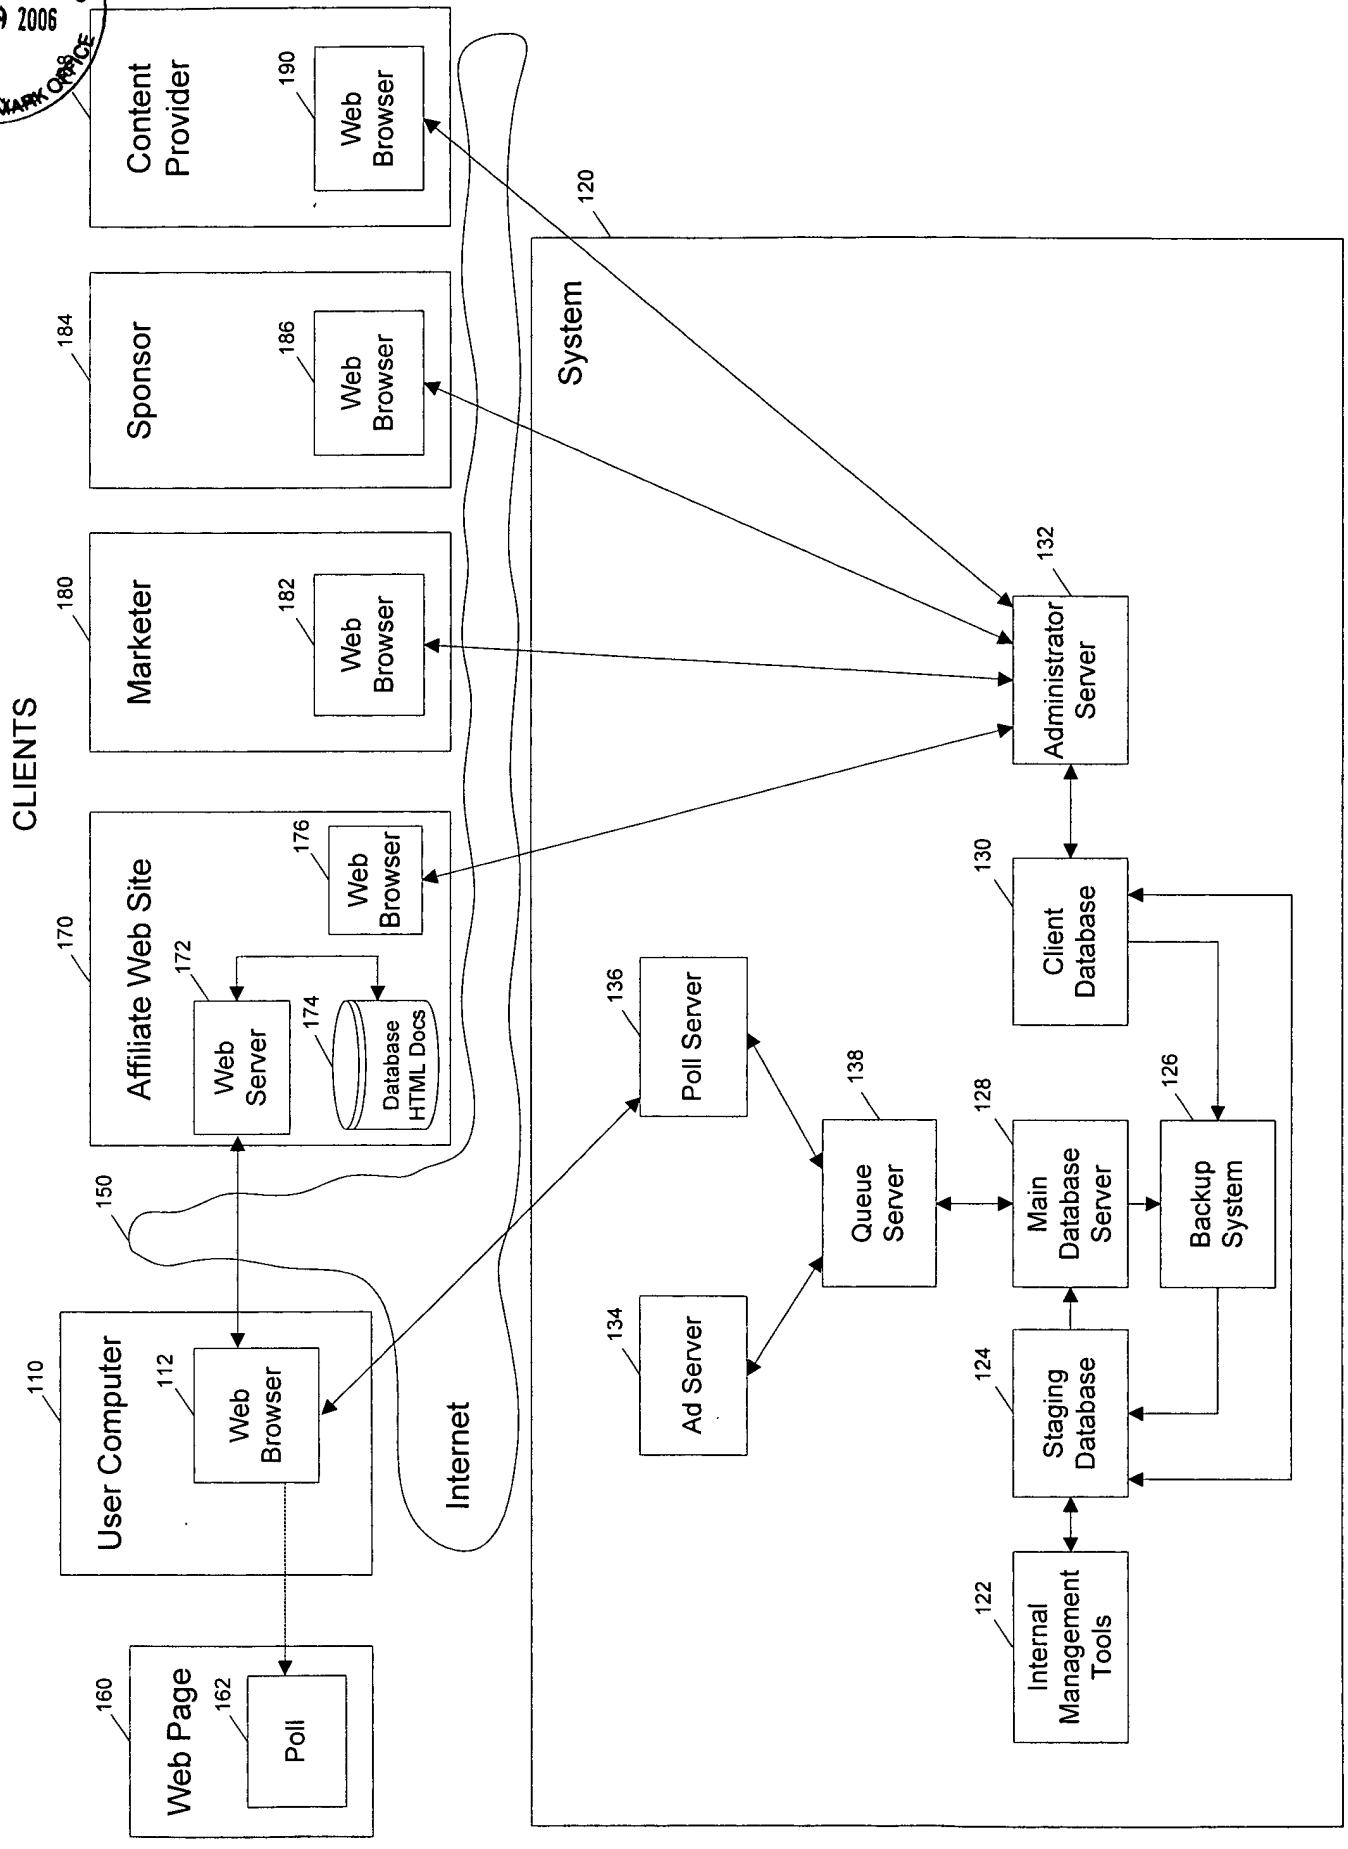 CLIENTS
2006
MARK OFFICE
160
Web Page
162
Poll
110
User Computer
112
Web
Browser
150
Internet
170
Affiliate Web Site
172
Web
Server
174
Database
HTML Docs
176
Web
Browser
180
Marketer
182
Web
Browser
184
Sponsor
186
Web
Browser
Content
Provider
190
Web
Browser
120
System
134
Ad Server
136
Poll Server
138
Queue
Server
122
Internal
Management
Tools
124
Staging
Database
128
Main
Database
Server
126
Backup
System
130
Client
Database
132
Administrator
Server